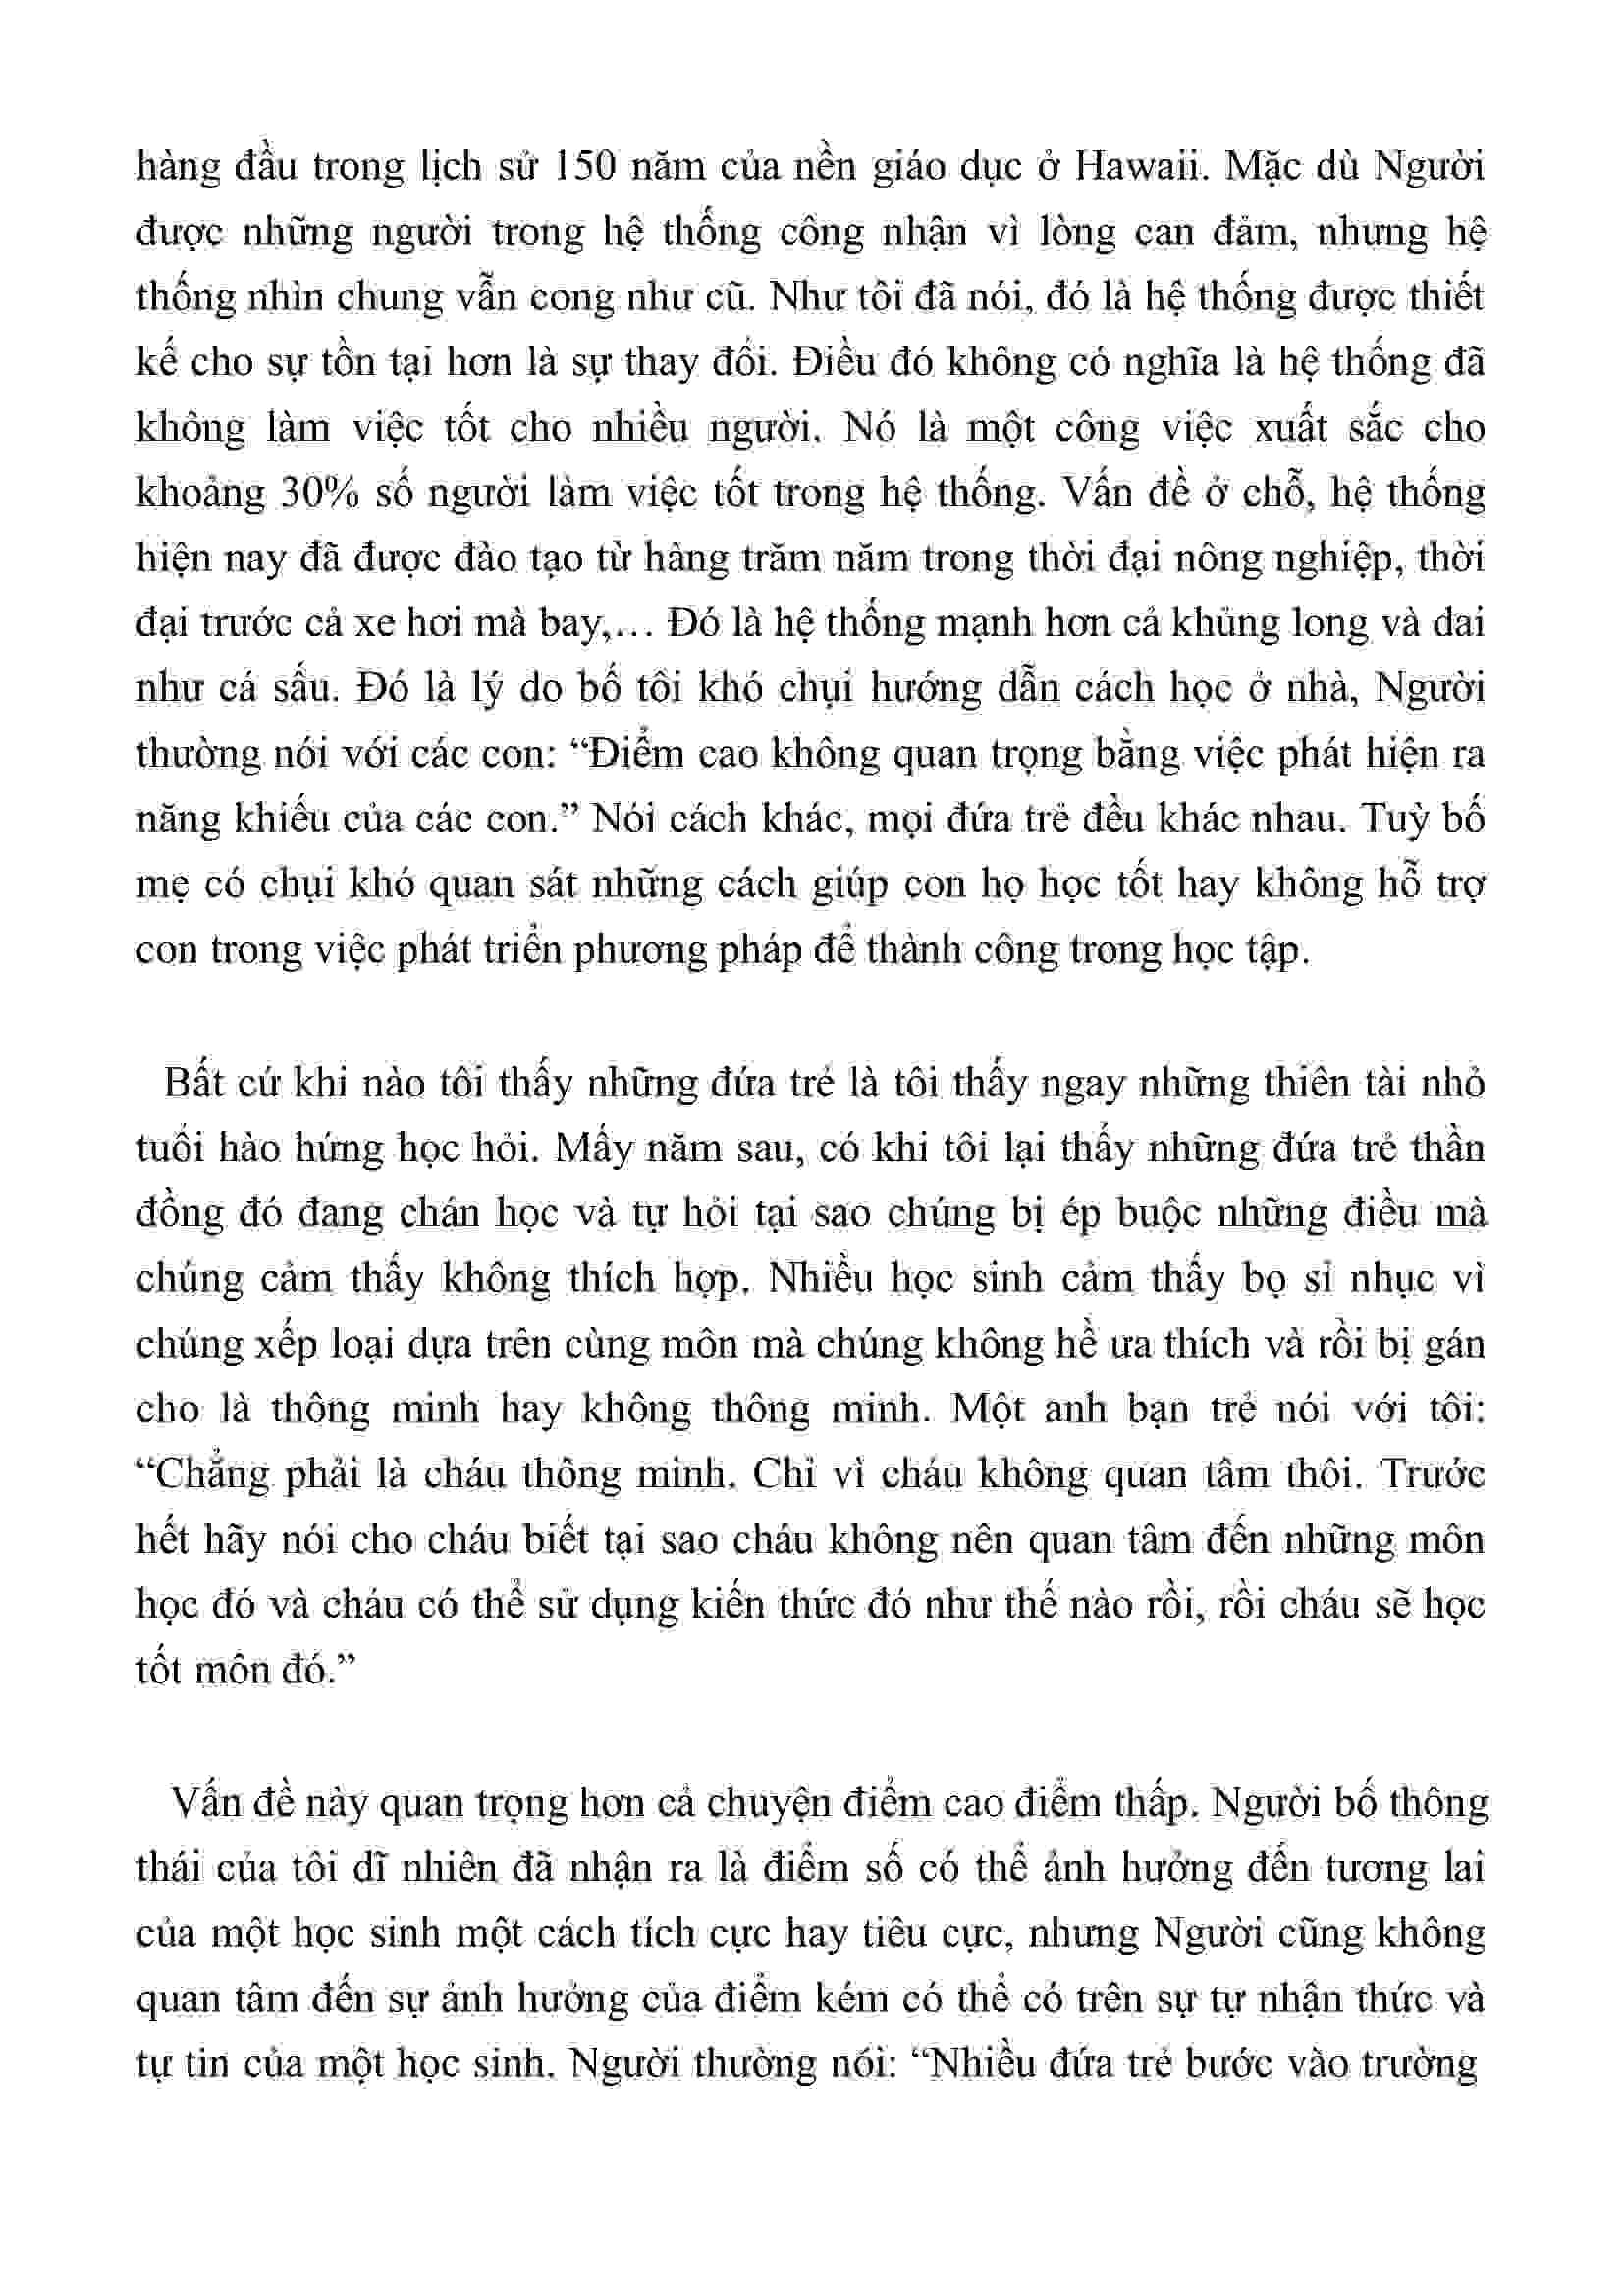 hàng đầu trong lịch sử 150 năm của nền giáo dục ở Hawaii. Mặc dù Người
được những người trong hệ thống công nhận vì lòng can đảm, nhưng hệ
thống nhìn chung vẫn cong như cũ. Như tôi đã nói, đó là hệ thống được thiết
kế cho sự tồn tại hơn là sự thay đổi. Điều đó không có nghĩa là hệ thống đã
không làm việc tốt cho nhiều người. Nó là một công việc xuất sắc cho
khoảng 30% số người làm việc tốt trong hệ thống. Vấn đề ở chỗ, hệ thống
hiện nay đã được đào tạo từ hàng trăm năm trong thời đại nông nghiệp, thời
đại trước cả xe hơi mà bay,… Đó là hệ thống mạnh hơn cả khủng long và dai
như cá sấu. Đó là lý do bố tôi khó chụi hướng dẫn cách học ở nhà, Người
thường nói với các con: “Điểm cao không quan trọng bằng việc phát hiện ra
năng khiếu của các con.” Nói cách khác, mọi đứa trẻ đều khác nhau. Tuỳ bố
mẹ có chụi khó quan sát những cách giúp con họ học tốt hay không hỗ trợ
con trong việc phát triển phương pháp để thành công trong học tập.
Bất cứ khi nào tôi thấy những đứa trẻ là tôi thấy ngay những thiên tài nhỏ
tuổi hào hứng học hỏi. Mấy năm sau, có khi tôi lại thấy những đứa trẻ thần
đồng đó đang chán học và tự hỏi tại sao chúng bị ép buộc những điều mà
chúng cảm thấy không thích hợp. Nhiều học sinh cảm thấy bọ sỉ nhục vì
chúng xếp loại dựa trên cùng môn mà chúng không hề ưa thích và rồi bị gán
cho là thông minh hay không thông minh. Một anh bạn trẻ nói với tôi:
“Chẳng phải là cháu thông minh. Chỉ vì cháu không quan tâm thôi. Trước
hết hãy nói cho cháu biết tại sao cháu không nên quan tâm đến những môn
học đó và cháu có thể sử dụng kiến thức đó như thế nào rồi, rồi cháu sẽ học
tốt môn đó.”
Vấn đề này quan trọng hơn cả chuyện điểm cao điểm thấp. Người bố thông
thái của tôi dĩ nhiên đã nhận ra là điểm số có thể ảnh hưởng đến tương lai
của một học sinh một cách tích cực hay tiêu cực, nhưng Người cũng không
quan tâm đến sự ảnh hưởng của điểm kém có thể có trên sự tự nhận thức và
tự tin của một học sinh. Người thường nói: “Nhiều đứa trẻ bước vào trường